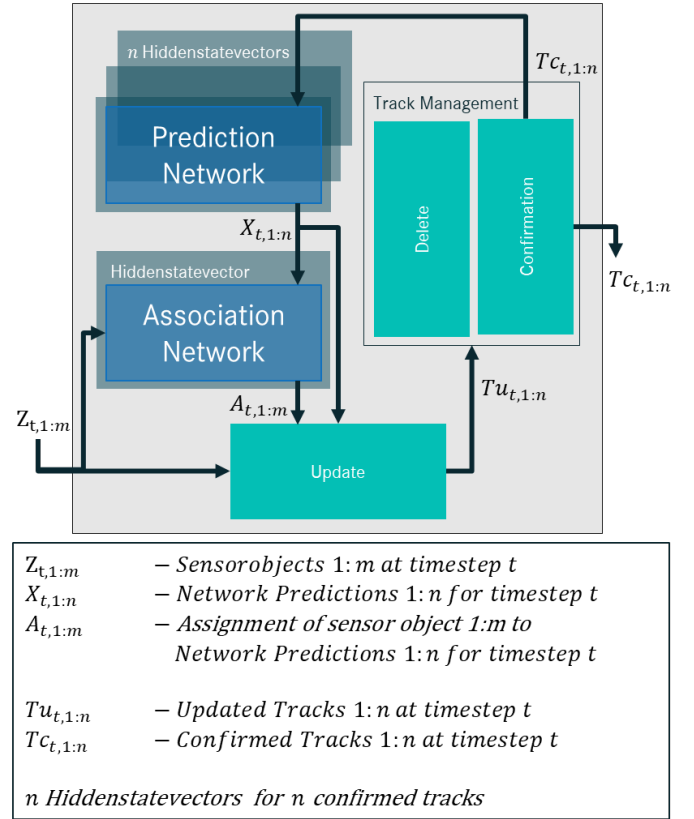 n Hiddenstatevectors
Tc_{t,1:n}
Track Management
Prediction
Network
Delete
Confirmation
X_{t,1:n}
Hiddenstatevector
Tc_{t,1:n}
Association
Network
A_{t,1:m}
Tu_{t,1:n}
Z_{t,1:m}
Update
Z_{t,1:m} – Sensorobjects 1: m at timestep t
X_{t,1:n} – Network Predictions 1: n for timestep t
A_{t,1:m} – Assignment of sensor object 1:m to
Network Predictions 1: n for timestep t
Tu_{t,1:n} – Updated Tracks 1: n at timestep t
Tc_{t,1:n} – Confirmed Tracks 1: n at timestep t
n Hiddenstatevectors for n confirmed tracks